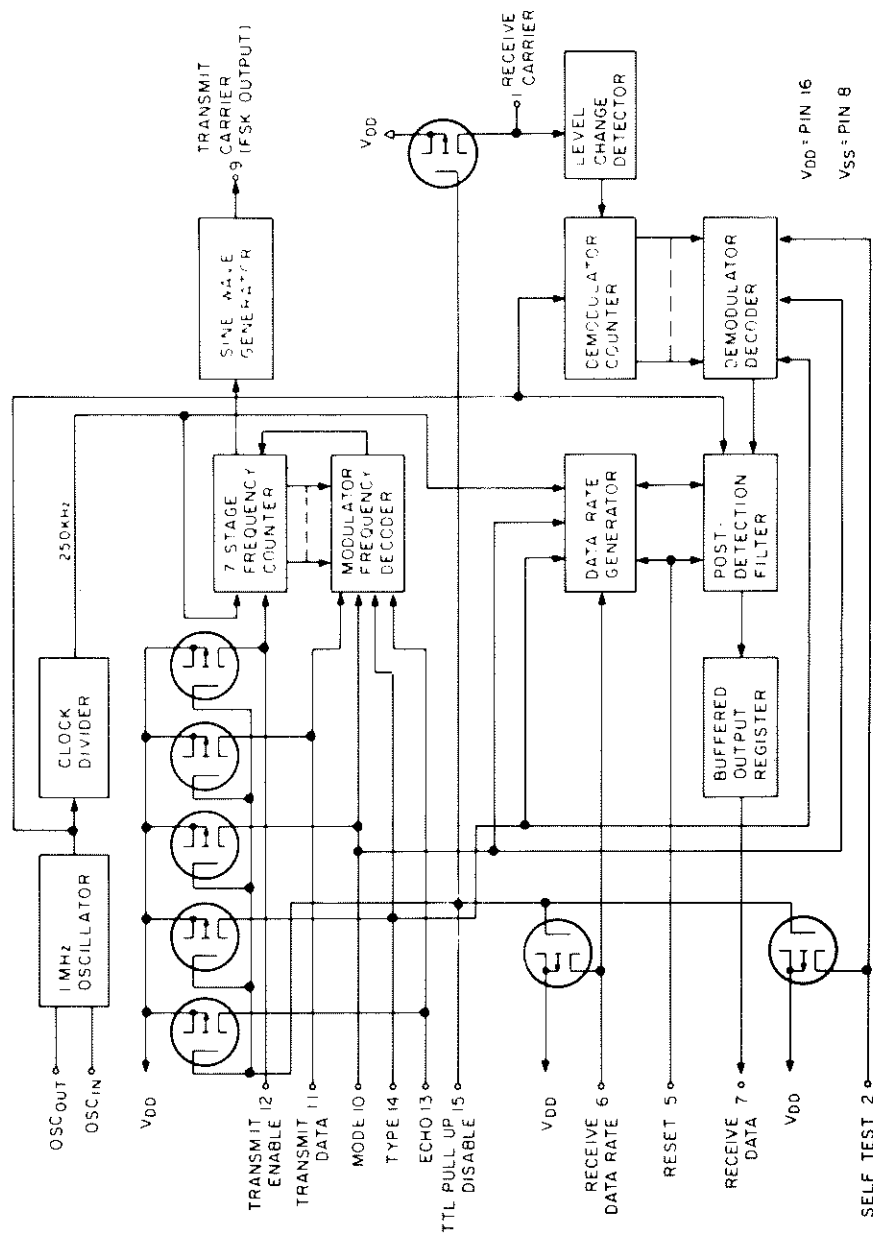 OSCOUT
OSCIN
1 MHz
OSCILLATOR
CLOCK
DIVIDER
250KHz
VDD
TRANSMIT
ENABLE 12
TRANSMIT
DATA 11
MODE 10
TYPE 14
ECHO 13
TTL PULL UP
DISABLE 15
7 STAGE
FREQUENCY
COUNTER
MODULATOR
FREQUENCY
DECODER
SINE WAVE
GENERATOR
TRANSMIT
CARRIER
9 (FSK OUTPUT)
VDD
1 RECEIVE
CARRIER
LEVEL
CHANGE
DETECTOR
DEMODULATOR
COUNTER
DEMODULATOR
DECODER
DATA RATE
GENERATOR
POST-
DETECTION
FILTER
BUFFERED
OUTPUT
REGISTER
VDD
RECEIVE
DATA RATE 6
RESET 5
RECEIVE
DATA 7
VDD
SELF TEST 2
VDD = PIN 16
VSS = PIN 8